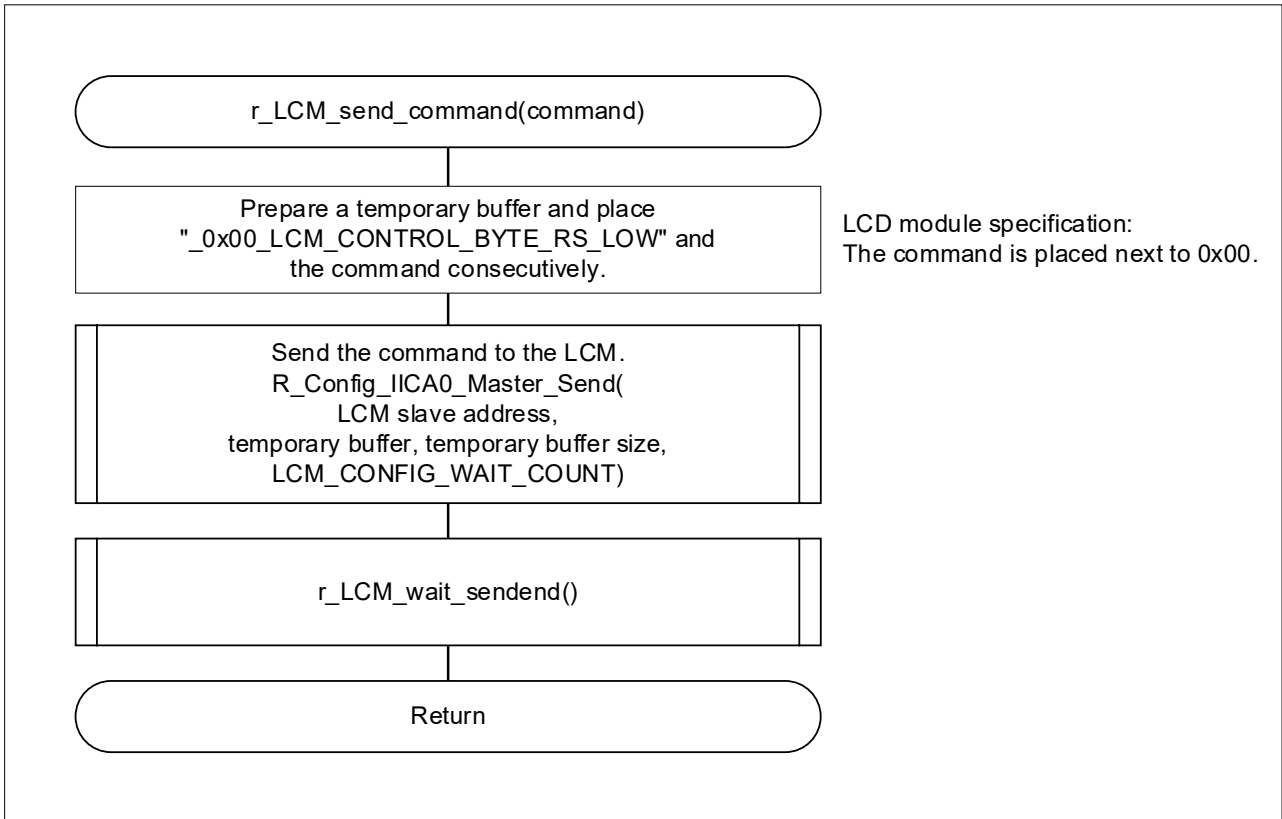 r_LCM_send_command(command)
Prepare a temporary buffer and place
"_0x00_LCM_CONTROL_BYTE_RS_LOW" and
the command consecutively.
LCD module specification:
The command is placed next to 0x00.
Send the command to the LCM.
R_Config_IICA0_Master_Send(
LCM slave address,
temporary buffer, temporary buffer size,
LCM_CONFIG_WAIT_COUNT)
r_LCM_wait_sendend()
Return